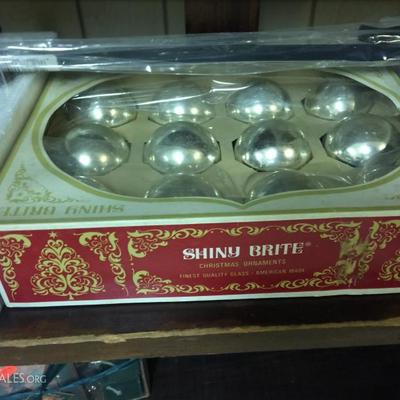 SHINY BRITE
SHINY BRITE®
CHRISTMAS ORNAMENTS
FINEST QUALITY GLASS - AMERICAN MADE
ALES.ORG